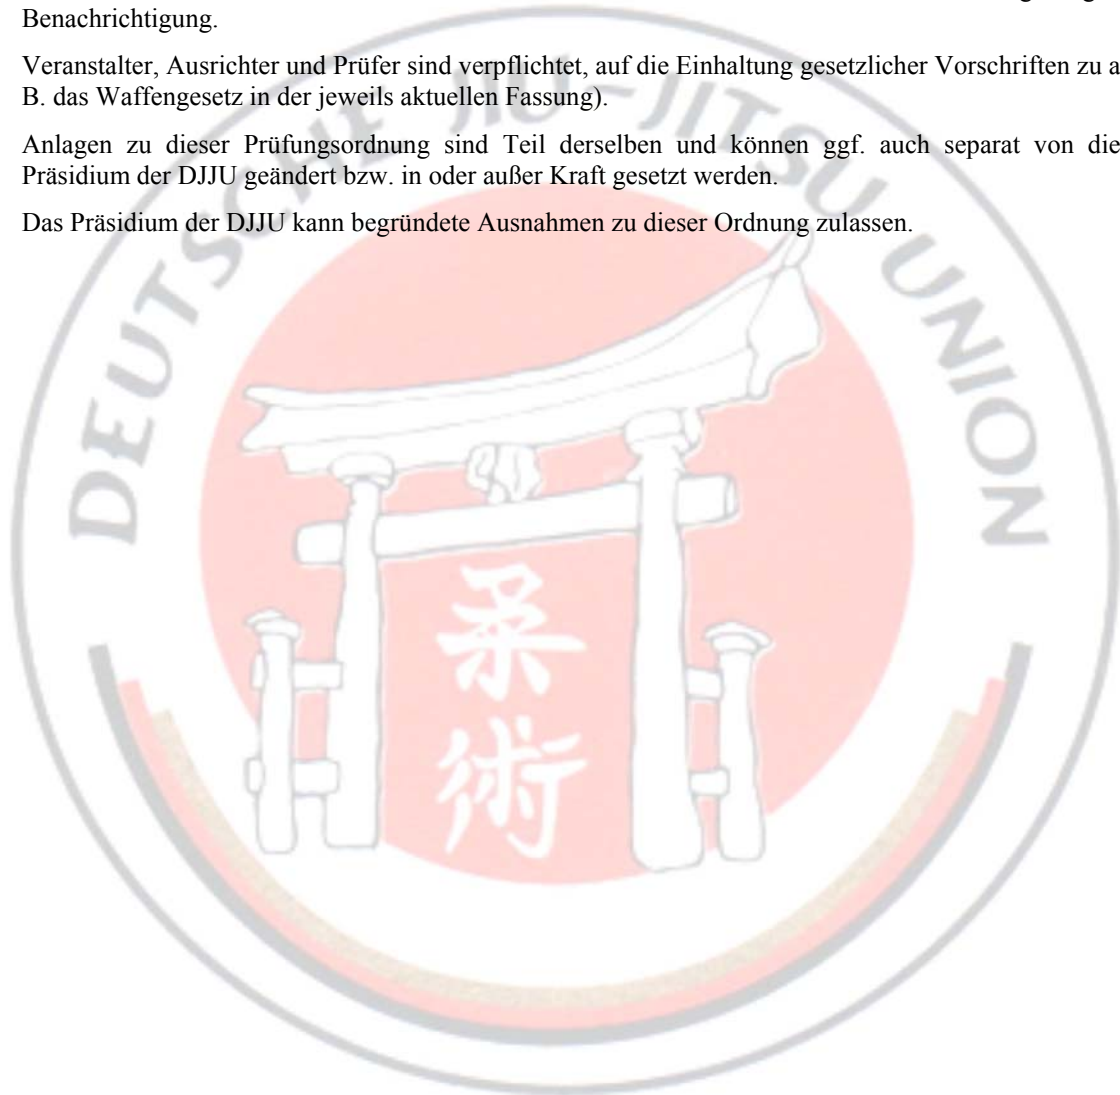 Benachrichtigung.
Veranstalter, Ausrichter und Prüfer sind verpflichtet, auf die Einhaltung gesetzlicher Vorschriften zu a
B. das Waffengesetz in der jeweils aktuellen Fassung).
Anlagen zu dieser Prüfungsordnung sind Teil derselben und können ggf. auch separat von die
Präsidium der DJJU geändert bzw. in oder außer Kraft gesetzt werden.
Das Präsidium der DJJU kann begründete Ausnahmen zu dieser Ordnung zulassen.
DEUTSCHE JIU-JITSU UNION
柔
術